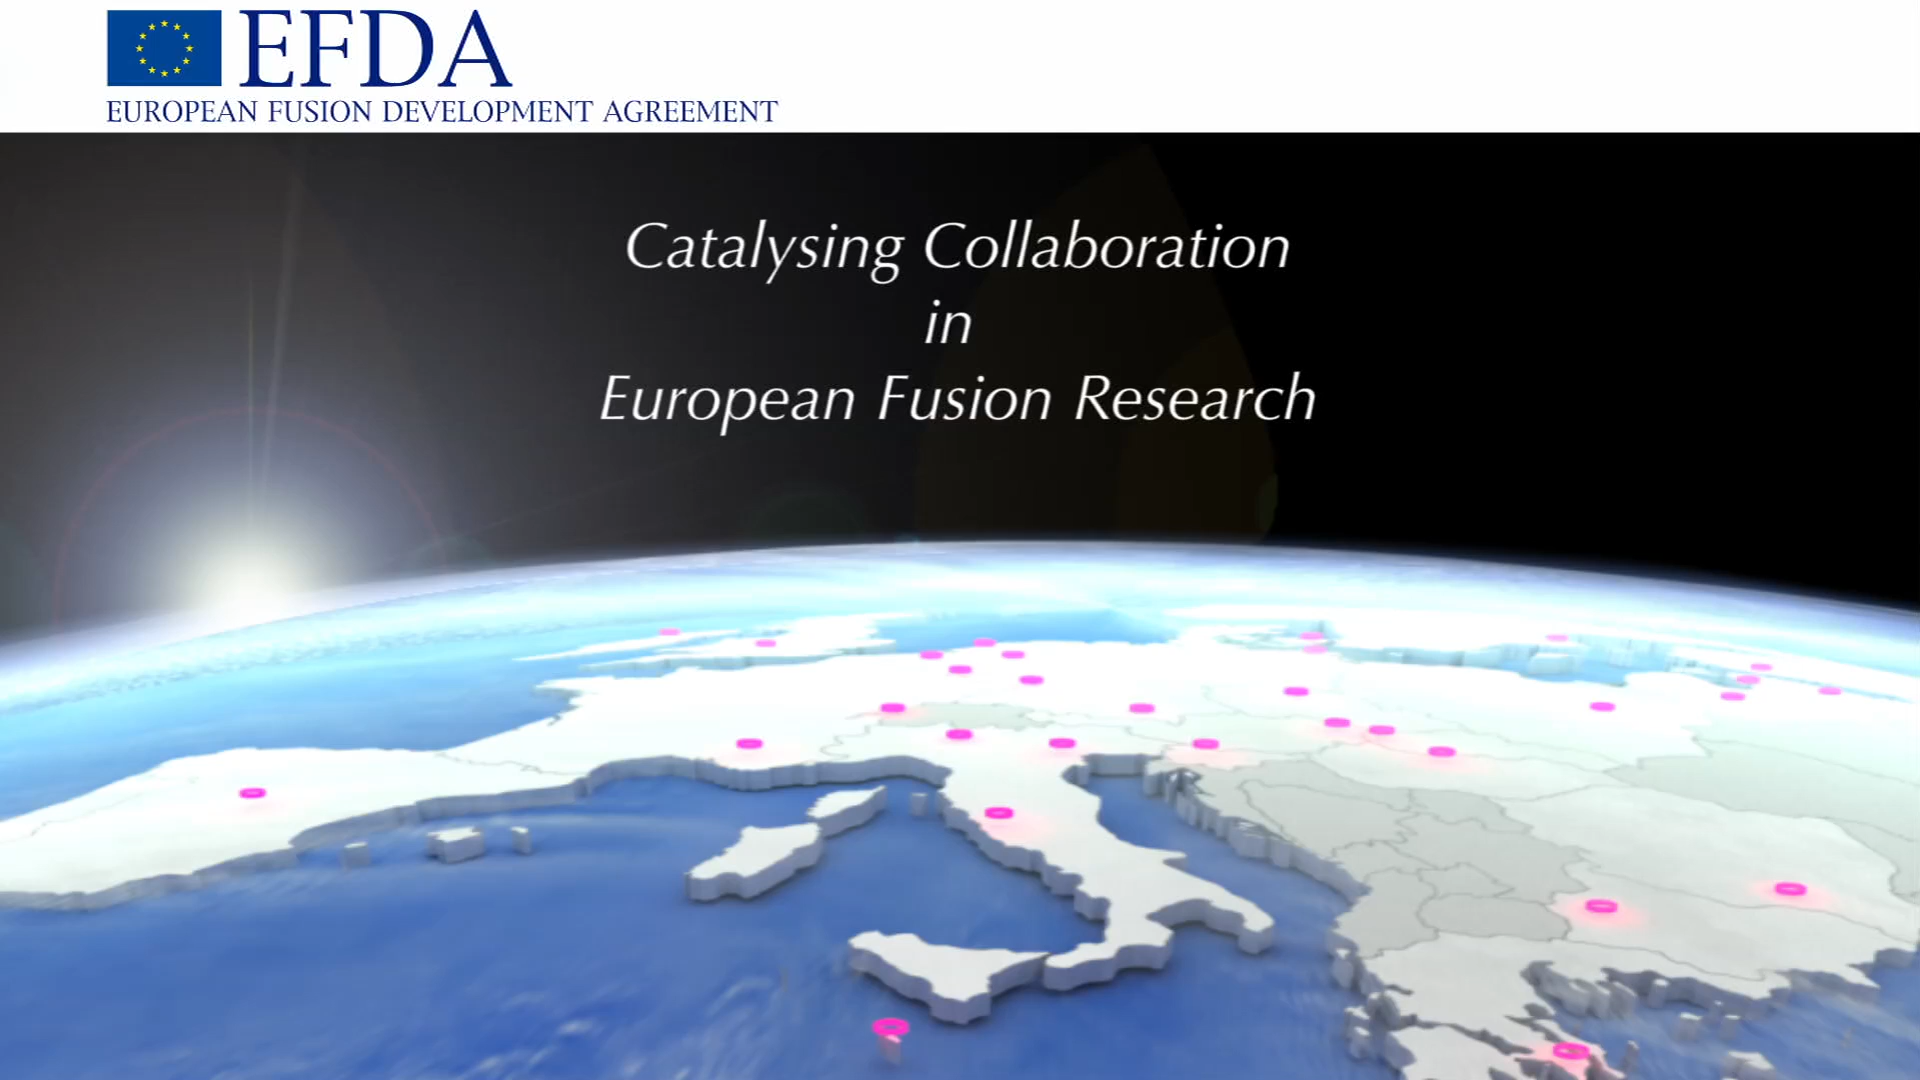 EFDA
EUROPEAN FUSION DEVELOPMENT AGREEMENT
Catalysing Collaboration
in
European Fusion Research